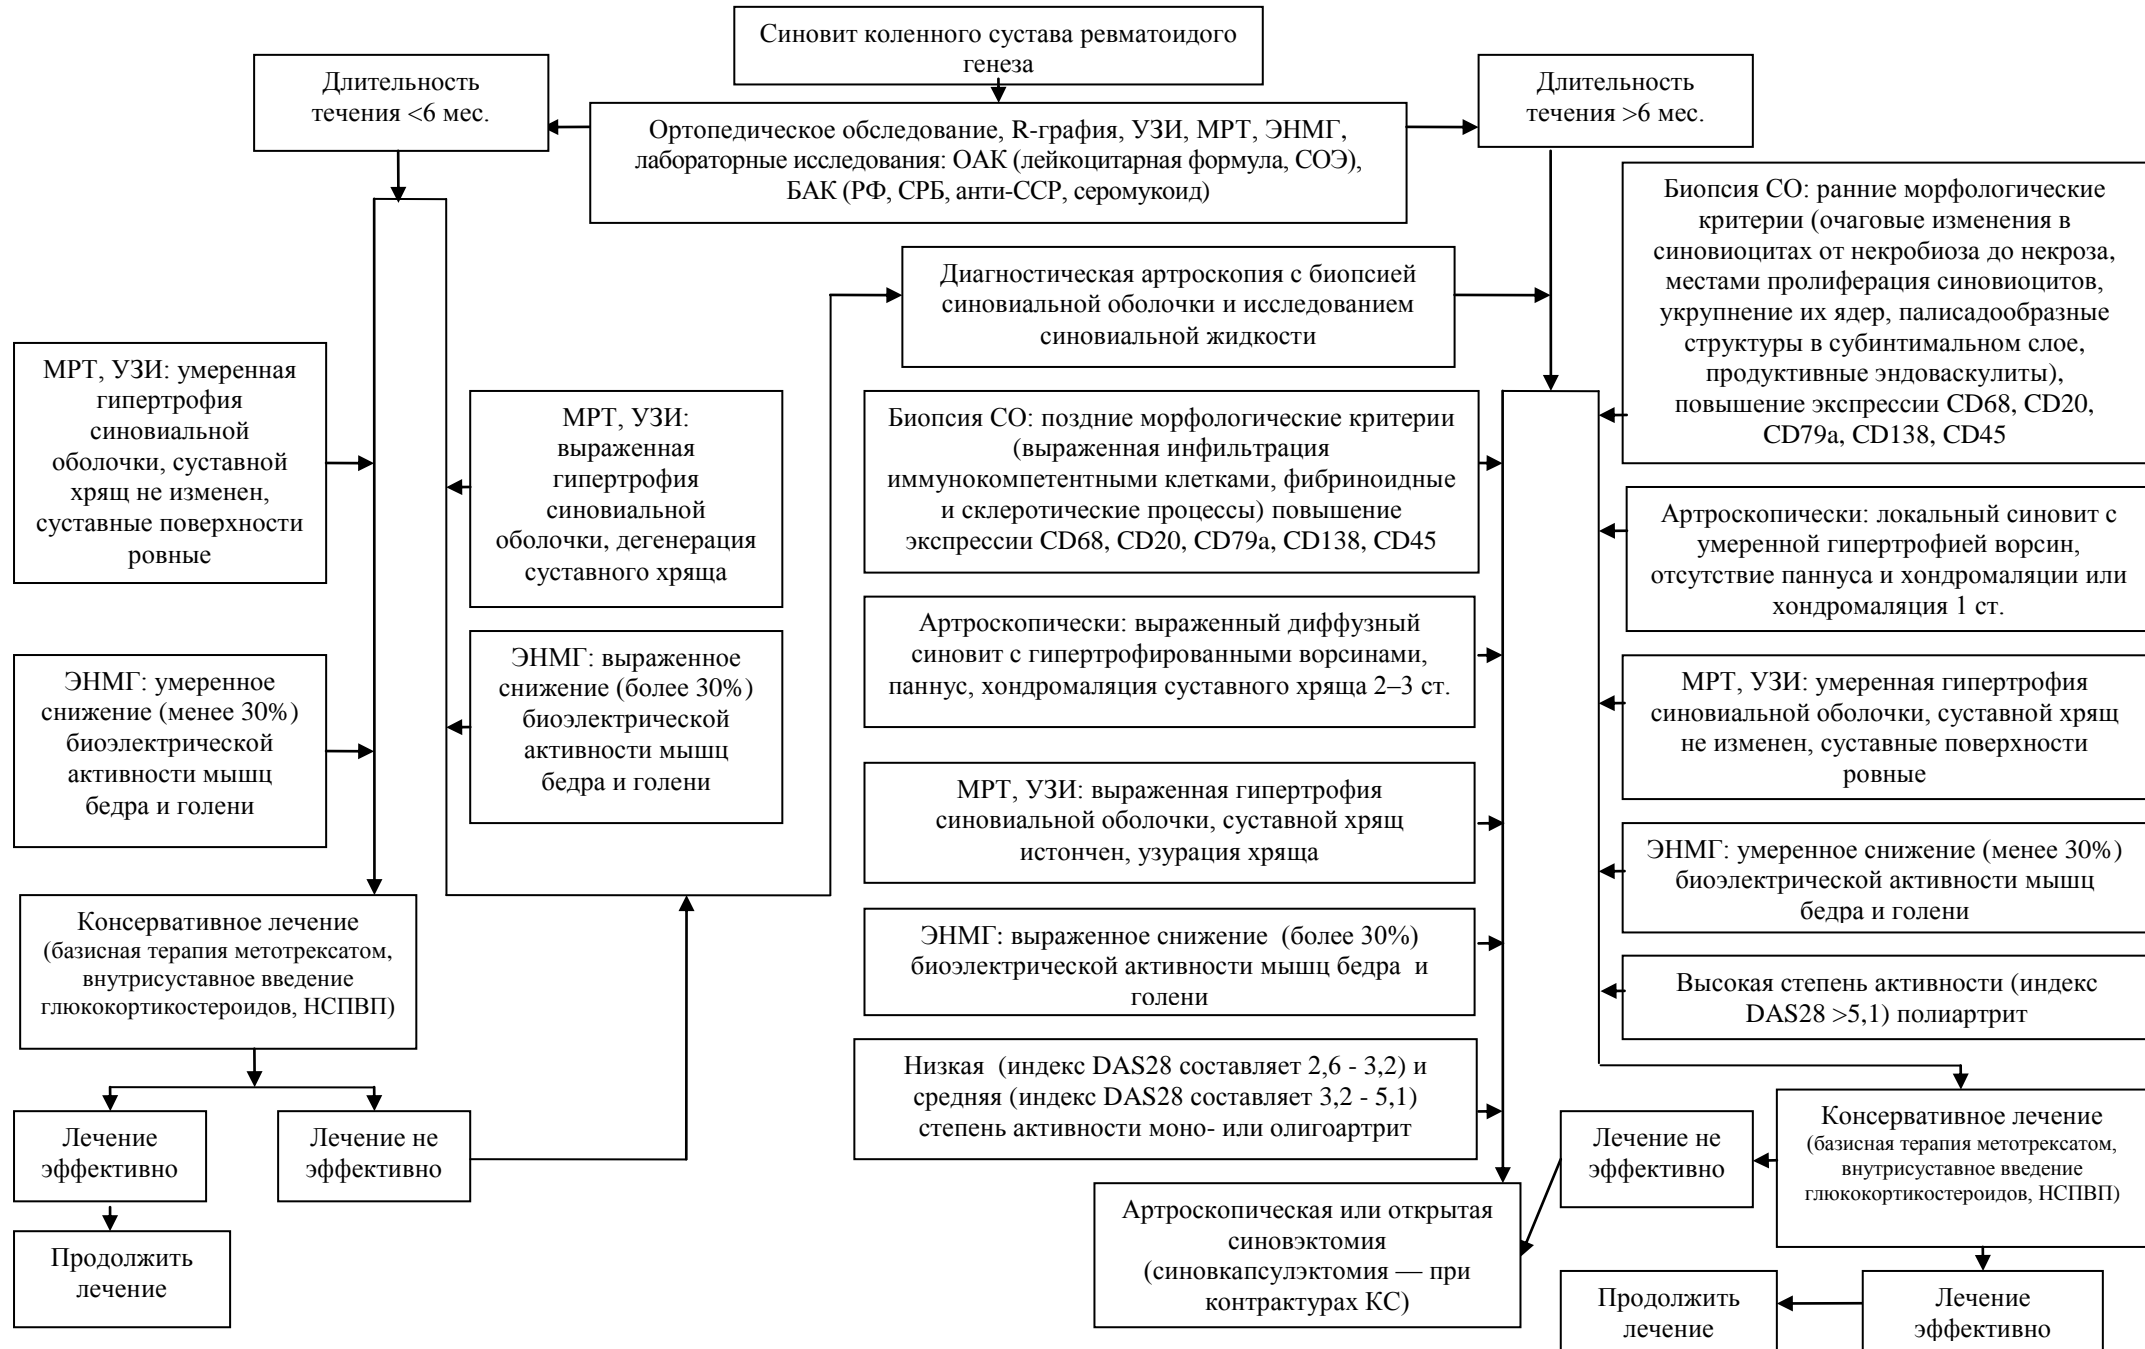 Синовит коленного сустава ревматоидого
генеза
Длительность
течения <6 мес.
Ортопедическое обследование, R-графия, УЗИ, МРТ, ЭНМГ,
лабораторные исследования: ОАК (лейкоцитарная формула, СОЭ),
БАК (РФ, СРБ, анти-ССР, серомукоид)
Длительность
течения >6 мес.
МРТ, УЗИ: умеренная
гипертрофия
синовиальной
оболочки, суставной
хрящ не изменен,
суставные поверхности
ровные
ЭНМГ: умеренное
снижение (менее 30%)
биоэлектрической
активности мышц
бедра и голени
МРТ, УЗИ:
выраженная
гипертрофия
синовиальной
оболочки, дегенерация
суставного хряща
ЭНМГ: выраженное
снижение (более 30%)
биоэлектрической
активности мышц
бедра и голени
Консервативное лечение
(базисная терапия метотрексатом,
внутрисуставное введение
глюкокортикостероидов, НСПВП)
Лечение
эффективно
Лечение не
эффективно
Продолжить
лечение
Диагностическая артроскопия с биопсией
синовиальной оболочки и исследованием
синовиальной жидкости
Биопсия СО: поздние морфологические критерии
(выраженная инфильтрация
иммунокомпетентными клетками, фибриноидные
и склеротические процессы) повышение
экспрессии CD68, CD20, CD79a, CD138, CD45
Артроскопически: выраженный диффузный
синовит с гипертрофированными ворсинами,
паннус, хондромаляция суставного хряща 2–3 ст.
МРТ, УЗИ: выраженная гипертрофия
синовиальной оболочки, суставной хрящ
истончен, узурация хряща
ЭНМГ: выраженное снижение (более 30%)
биоэлектрической активности мышц бедра и
голени
Низкая (индекс DAS28 составляет 2,6 - 3,2) и
средняя (индекс DAS28 составляет 3,2 - 5,1)
степень активности моно- или олигоартрит
Артроскопическая или открытая
синовэктомия
(синовкапсулэктомия — при
контрактурах КС)
Биопсия СО: ранние морфологические
критерии (очаговые изменения в
синовиоцитах от некробиоза до некроза,
местами пролиферация синовиоцитов,
укрупнение их ядер, палисадообразные
структуры в субинтимальном слое,
продуктивные эндоваскулиты),
повышение экспрессии CD68, CD20,
CD79a, CD138, CD45
Артроскопически: локальный синовит с
умеренной гипертрофией ворсин,
отсутствие паннуса и хондромаляции или
хондромаляция 1 ст.
МРТ, УЗИ: умеренная гипертрофия
синовиальной оболочки, суставной хрящ
не изменен, суставные поверхности
ровные
ЭНМГ: умеренное снижение (менее 30%)
биоэлектрической активности мышц
бедра и голени
Высокая степень активности (индекс
DAS28 >5,1) полиартрит
Консервативное лечение
(базисная терапия метотрексатом,
внутрисуставное введение
глюкокортикостероидов, НСПВП)
Лечение не
эффективно
Продолжить
лечение
Лечение
эффективно